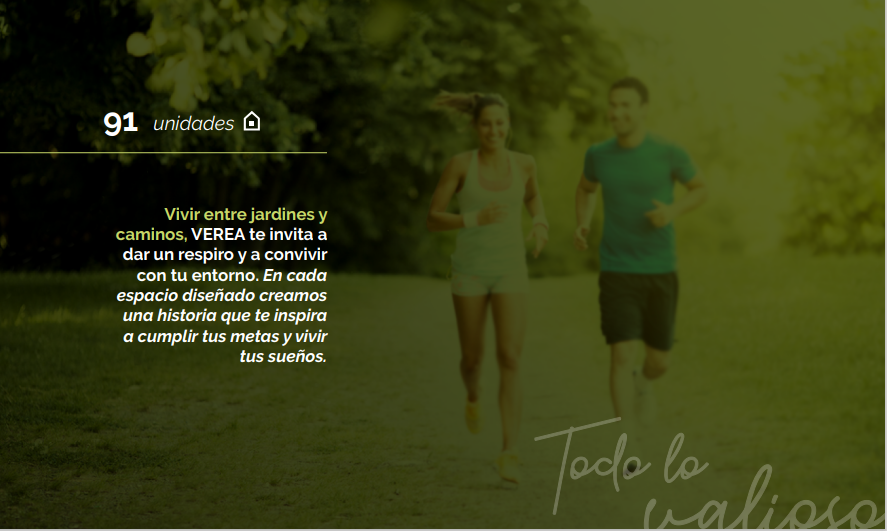 91 unidades
Vivir entre jardines y
caminos, VEREA te invita a
dar un respiro y a convivir
con tu entorno. En cada
espacio diseñado creamos
una historia que te inspira
a cumplir tus metas y vivir
tus sueños.
Todo lo
valioso